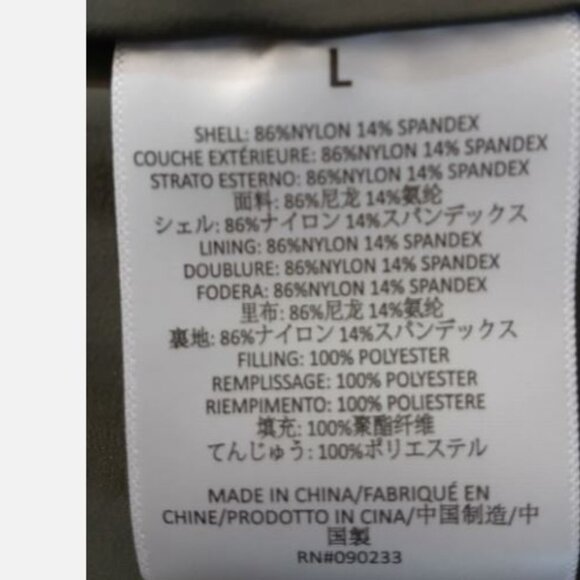 L
SHELL: 86%NYLON 14% SPANDEX
COUCHE EXTÉRIEURE: 86%NYLON 14% SPANDEX
STRATO ESTERNO: 86%NYLON 14% SPANDEX
面料: 86%尼龙 14%氨纶
シェル: 86%ナイロン 14%スパンデックス
LINING: 86%NYLON 14% SPANDEX
DOUBLURE: 86%NYLON 14% SPANDEX
FODERA: 86%NYLON 14% SPANDEX
里布: 86%尼龙 14%氨纶
裏地: 86%ナイロン 14%スパンデックス
FILLING: 100% POLYESTER
REMPLISSAGE: 100% POLYESTER
RIEMPIMENTO: 100% POLIESTERE
填充: 100%聚酯纤维
てんじゅう: 100%ポリエステル
MADE IN CHINA/FABRIQUÉ EN
CHINE/PRODOTTO IN CINA/中国制造/中
国製
RN#090233